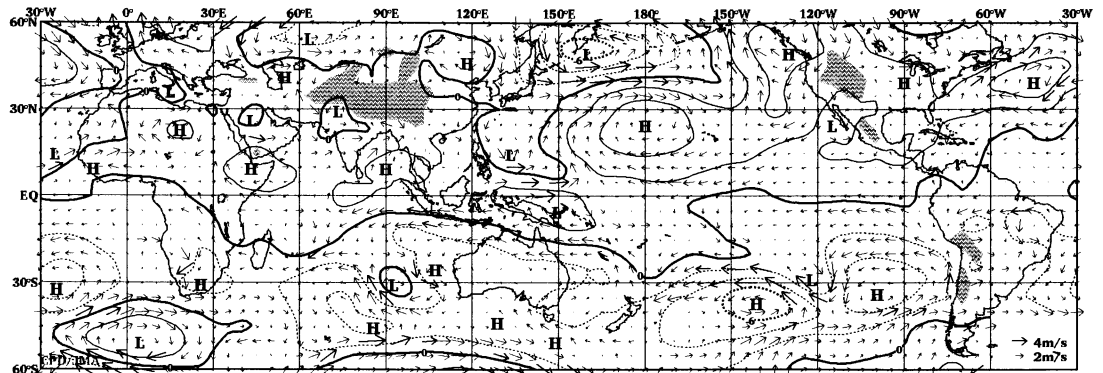 30°W 0° 30°E 60°E 90°E 120°E 150°E 180° 150°W 120°W 90°W 60°W 30°W
60°N
L L H
H H H H
L
30°N
L L
H H L
L L
H H H
EQ
H
H L L
H H 30°S H H
H H
L H
0 0
CPD/JMA 4m/s
60°S 2m/s